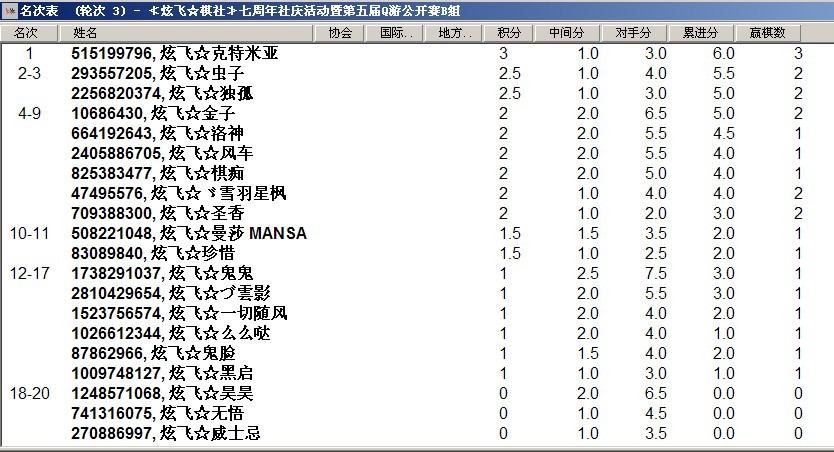 名次表 (轮次 3) - ≮炫飞☆棋社≯七周年社庆活动暨第五届Q游公开赛B组
名次 姓名 协会 国际.. 地方.. 积分 中间分 对手分 累进分 赢棋数
1 515199796, 炫飞☆克特米亚 3 1.0 3.0 6.0 3
2-3 293557205, 炫飞☆虫子 2.5 1.0 4.0 5.5 2
2256820374, 炫飞☆独孤 2.5 1.0 3.0 5.0 2
4-9 10686430, 炫飞☆金子 2 2.0 6.5 5.0 2
664192643, 炫飞☆洛神 2 2.0 5.5 4.5 1
2405886705, 炫飞☆风车 2 2.0 5.5 4.0 1
825383477, 炫飞☆棋痴 2 2.0 5.0 4.0 1
47495576, 炫飞☆ヾ雪羽星枫 2 1.0 4.0 4.0 2
709388300, 炫飞☆圣香 2 1.0 2.0 3.0 2
10-11 508221048, 炫飞☆曼莎 MANSA 1.5 1.5 3.5 2.0 1
83089840, 炫飞☆珍惜 1.5 1.0 2.5 2.0 1
12-17 1738291037, 炫飞☆鬼鬼 1 2.5 7.5 3.0 1
2810429654, 炫飞☆づ雲影 1 2.0 5.5 3.0 1
1523756574, 炫飞☆一切随风 1 2.0 4.0 2.0 1
1026612344, 炫飞☆么么哒 1 2.0 4.0 1.0 1
87862966, 炫飞☆鬼脸 1 1.5 4.0 2.0 1
1009748127, 炫飞☆黑启 1 1.0 3.0 1.0 1
18-20 1248571068, 炫飞☆昊昊 0 2.0 6.5 0.0 0
741316075, 炫飞☆无悟 0 1.0 4.5 0.0 0
270886997, 炫飞☆威士忌 0 1.0 3.5 0.0 0